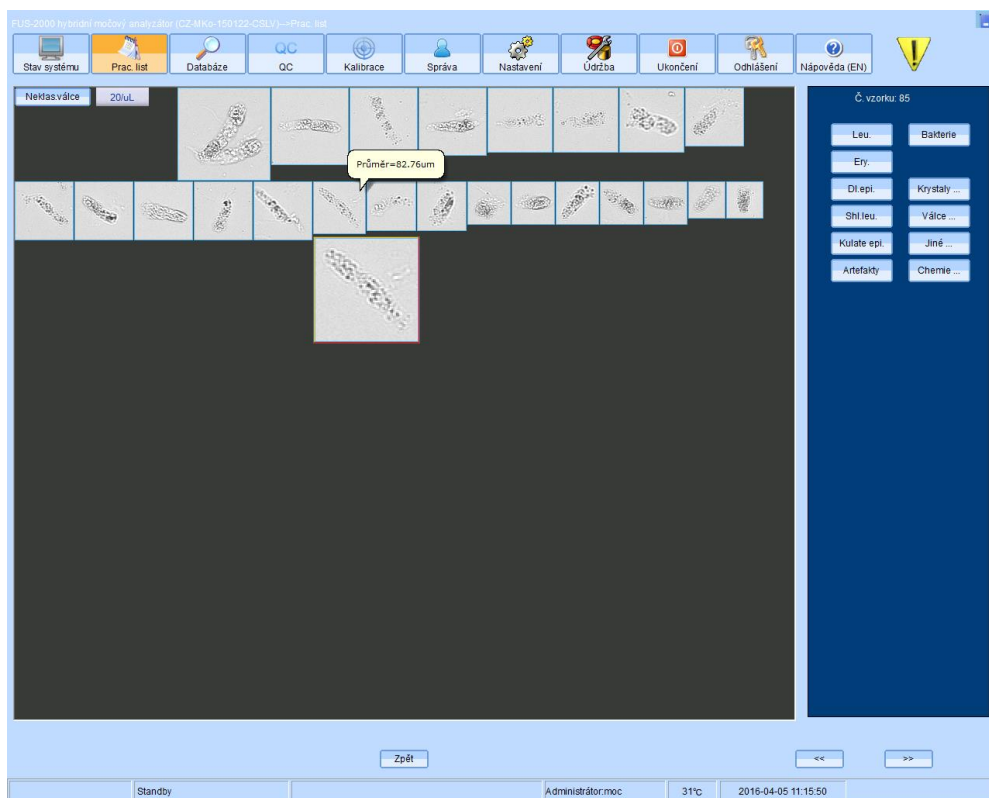 FUS-2000 hybridní močový analyzátor (CZ-MKo-150122-CSLV)-->Prac. list
Stav systému
Prac. list
Databáze
QC
QC
Kalibrace
Správa
Nastavení
Údržba
Ukončení
Odhlášení
Nápověda (EN)
Neklas.válce
20/uL
Č. vzorku: 85
Průměr=82.76um
Leu.
Bakterie
Ery.
Dl.epi.
Krystaly ...
Shl.leu.
Válce ...
Kulate epi.
Jiné ...
Artefakty
Chemie ...
Zpět
<<
>>
Standby
Administrátor:moc
31°C
2016-04-05 11:15:50